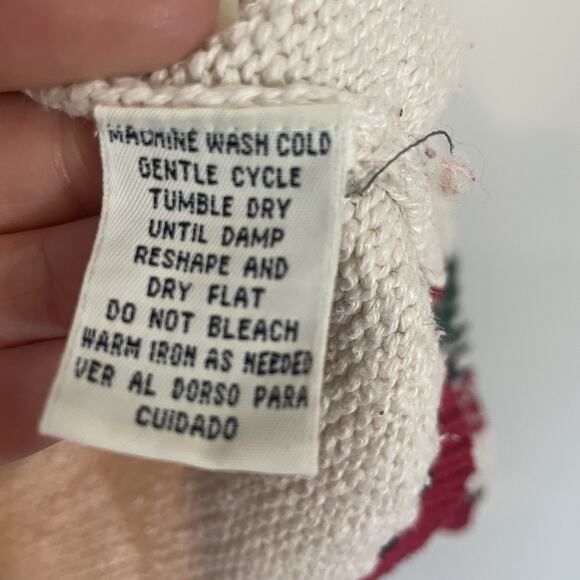 MACHINE WASH COLD
GENTLE CYCLE
TUMBLE DRY
UNTIL DAMP
RESHAPE AND
DRY FLAT
DO NOT BLEACH
WARM IRON AS NEEDED
VER AL DORSO PARA
CUIDADO